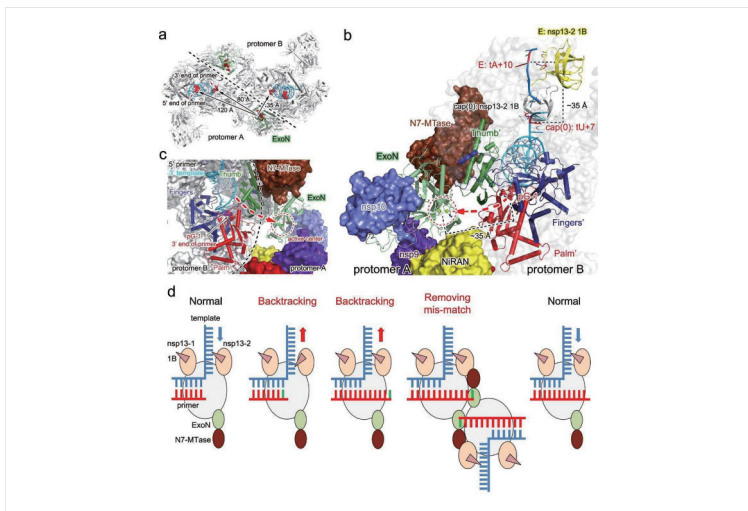 a
protomer B
3' end of primer
5' end of primer
80 Å
35 Å
120 Å
protomer A
ExoN
b
E: nsp13-2 1B
E: tA+10
cap(0): nsp13-2 1B
~35 Å
cap(0): tU+7
N7-MTase
Thumb'
ExoN
nsp10
nsp9
~35 Å
Fingers'
NiRAN
Palm'
protomer A
protomer B
c
5' primer
3' template
Thumb
N7-MTase
Fingers
ExoN
active center
3' end of primer
Palm
protomer B
protomer A
d
Normal
Backtracking
Backtracking
Removing
mis-match
Normal
template
nsp13-1
nsp13-2
1B
primer
ExoN
N7-MTase